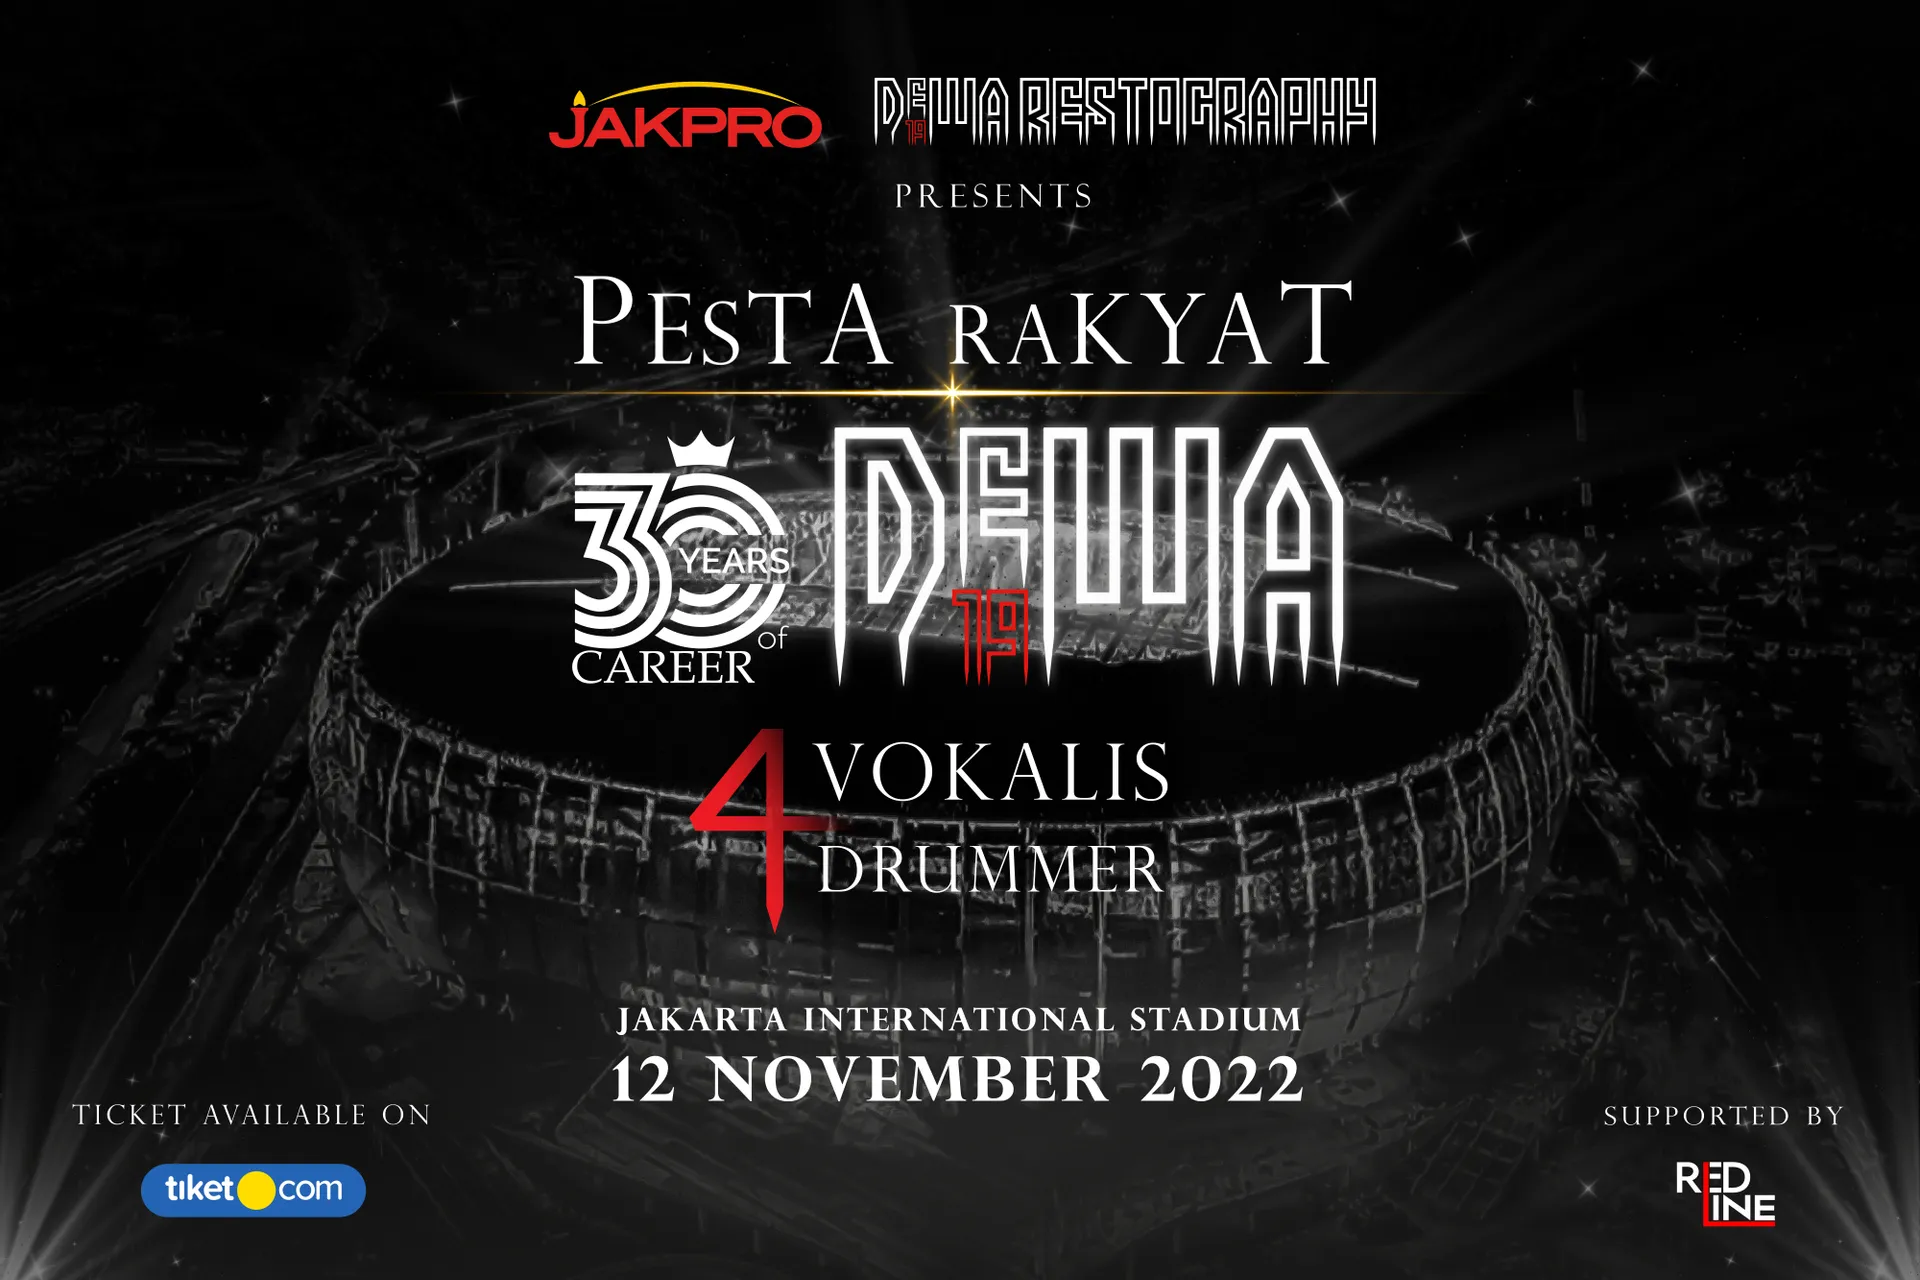 JAKPRO DEWA19 RESTOGRAPHY
PRESENTS
PESTA RAKYAT
30 YEARS of CAREER
DEWA 19
4 VOKALIS
DRUMMER
JAKARTA INTERNATIONAL STADIUM
12 NOVEMBER 2022
TICKET AVAILABLE ON
tiket.com
SUPPORTED BY
RED LINE